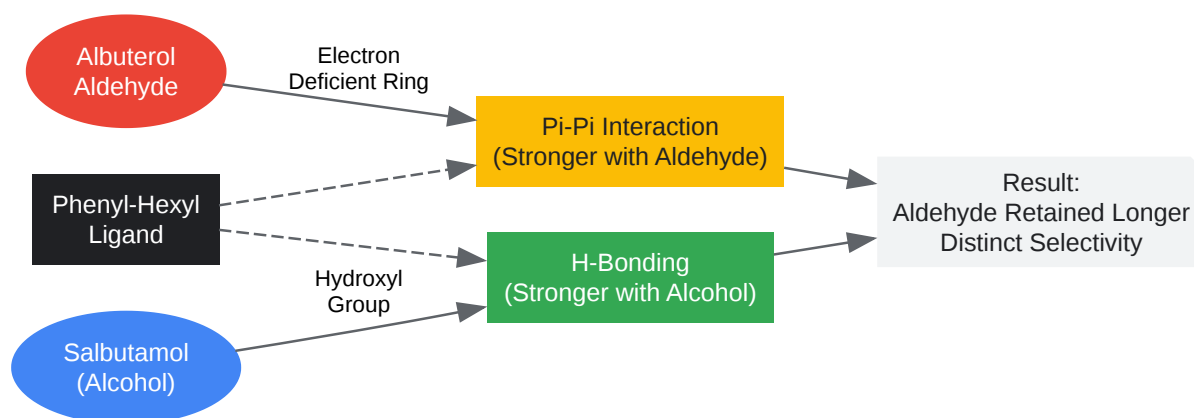 Albuterol
Aldehyde
Electron
Deficient Ring
Pi-Pi Interaction
(Stronger with Aldehyde)
Phenyl-Hexyl
Ligand
Result:
Aldehyde Retained Longer
Distinct Selectivity
H-Bonding
(Stronger with Alcohol)
Hydroxyl
Group
Salbutamol
(Alcohol)